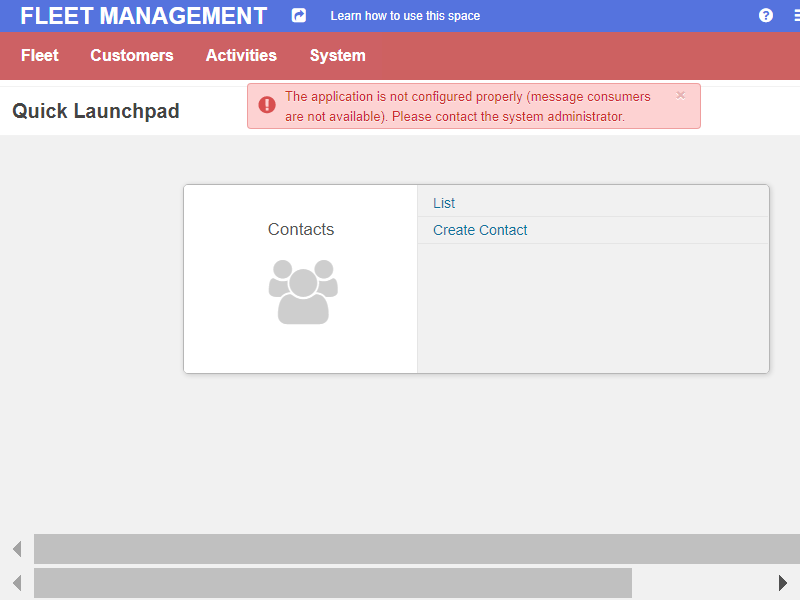 FLEET MANAGEMENT
Learn how to use this space
Fleet
Customers
Activities
System
Quick Launchpad
The application is not configured properly (message consumers
are not available). Please contact the system administrator.
Contacts
List
Create Contact